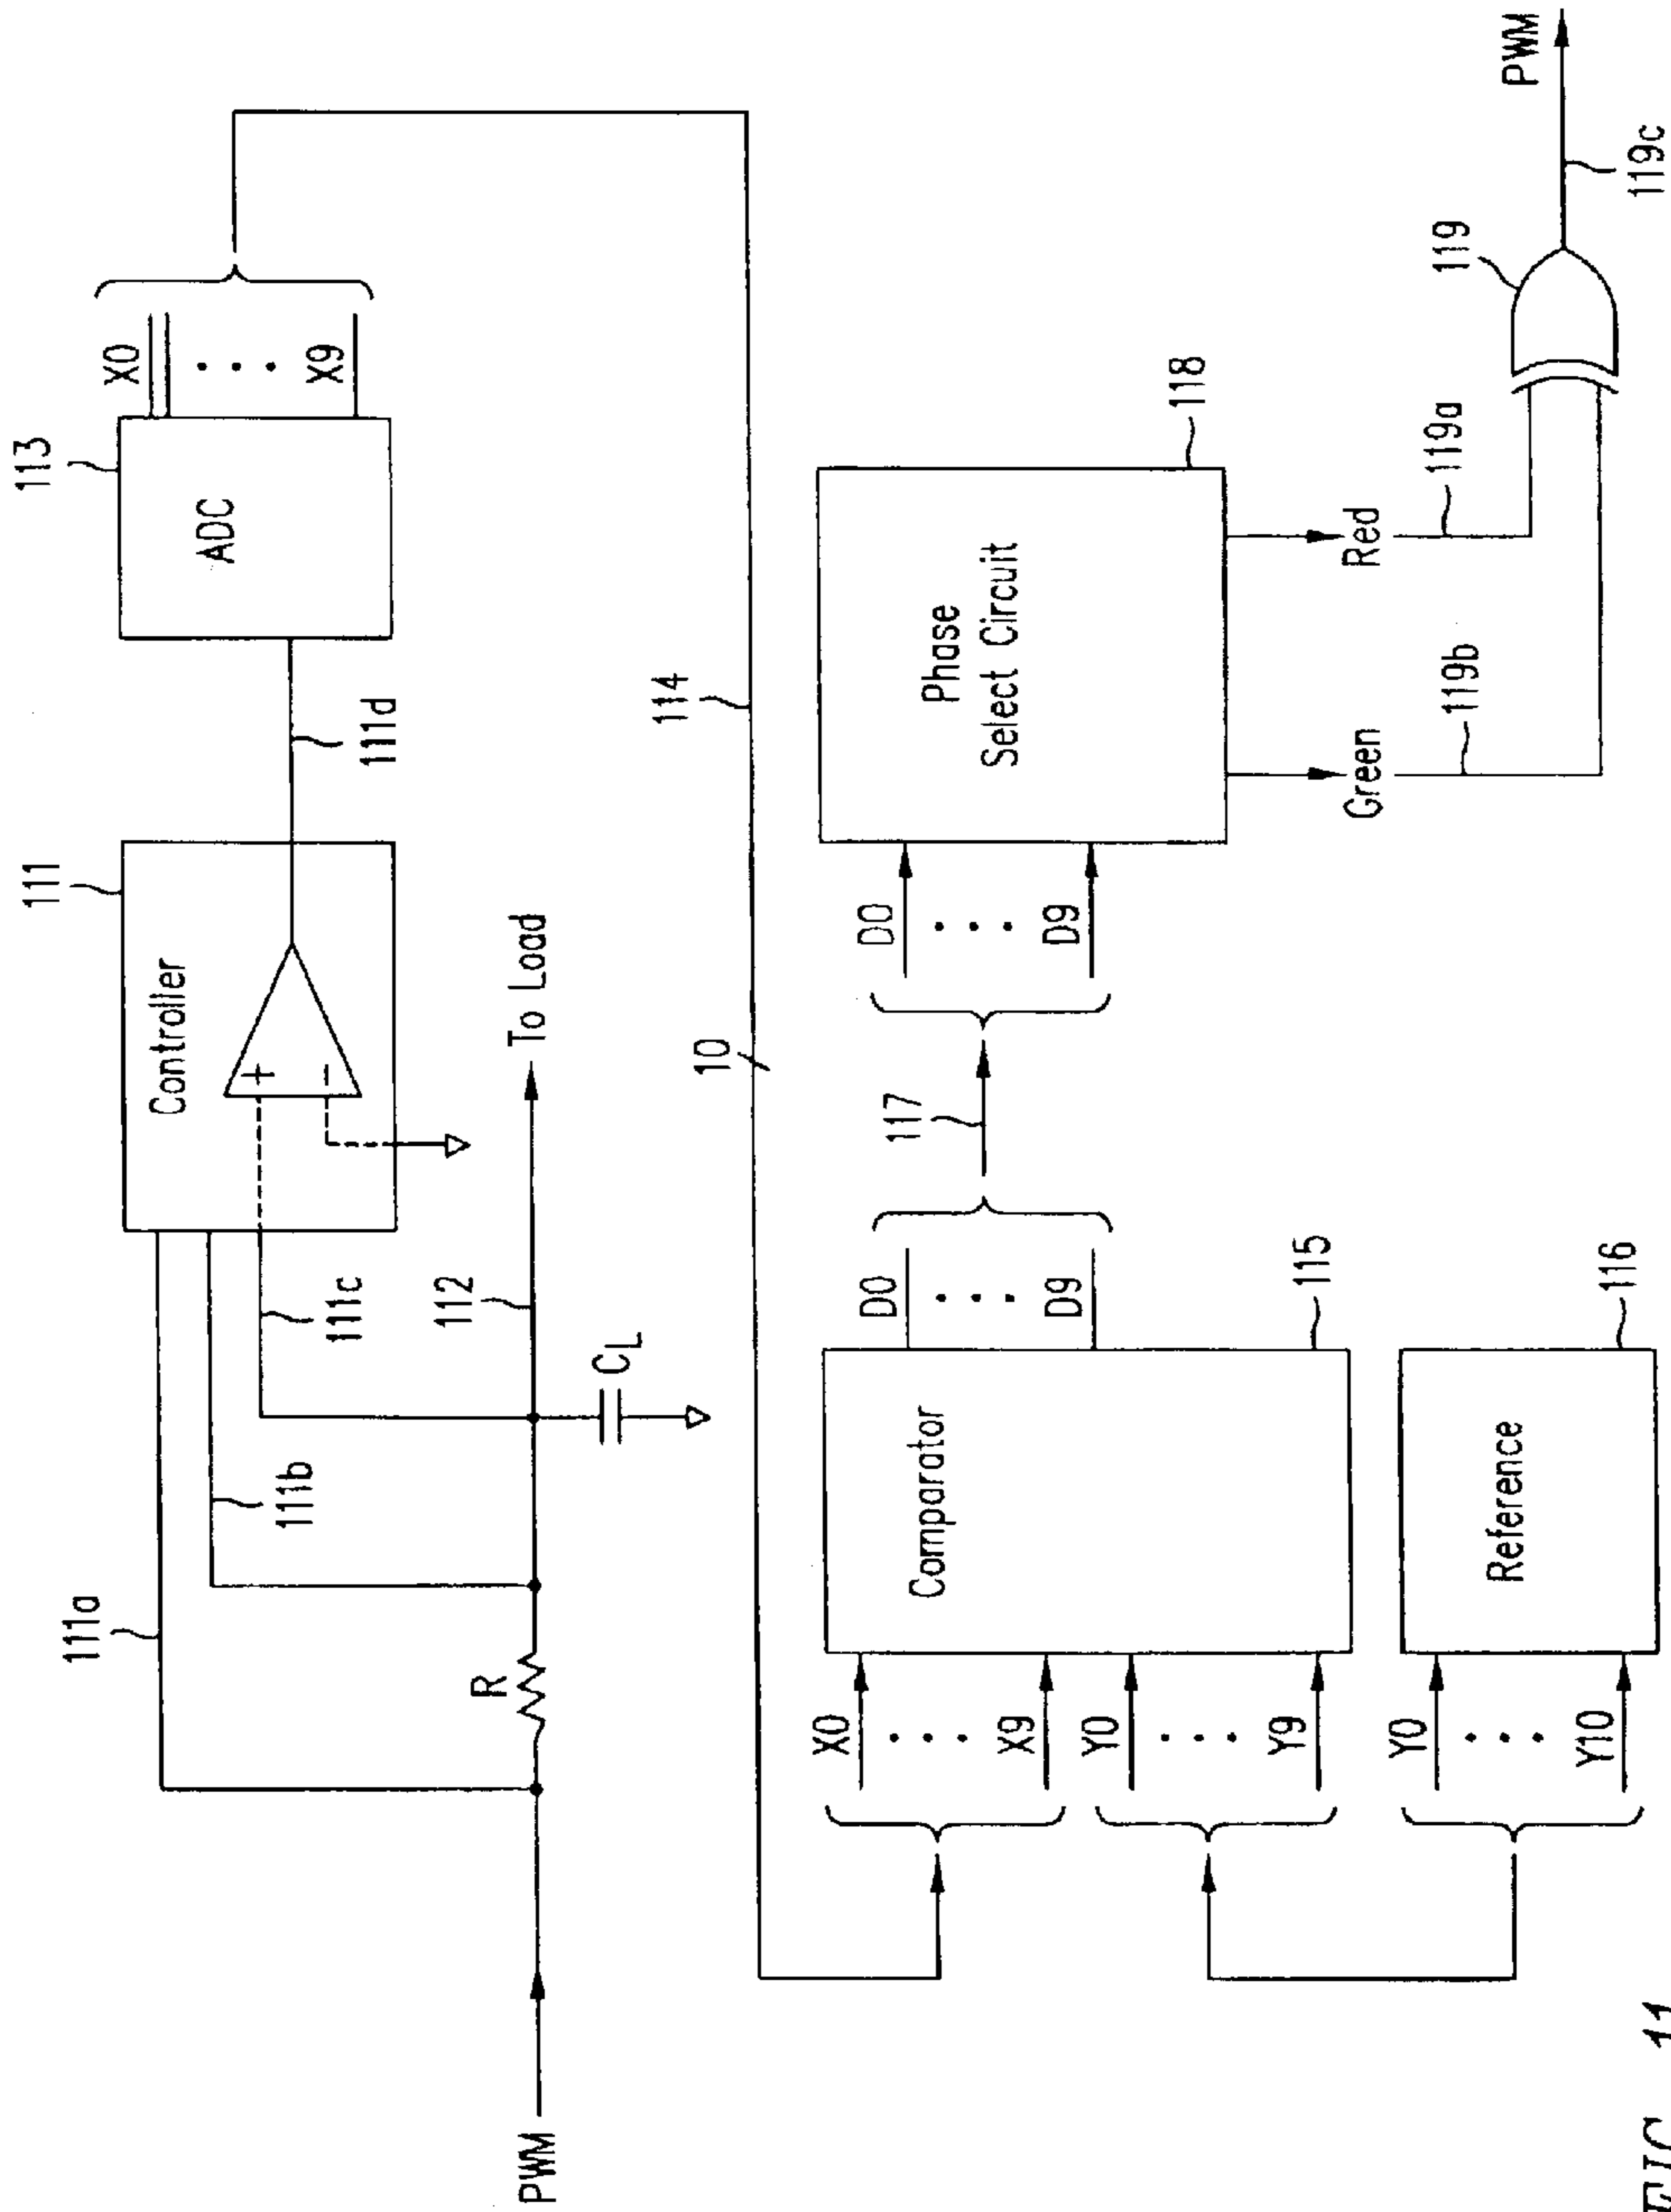 111
Controller
+
−
111a
111b
111c
111d
113
ADC
X0
X9
PWM
R
112
To Load
CL
10
114
X0
X9
Y0
Y9
Comparator
115
D0
D9
117
D0
D9
Phase
Select Circuit
118
Y0
Y10
Reference
116
Green
Red
119b
119a
119
PWM
119c
FIG. 11